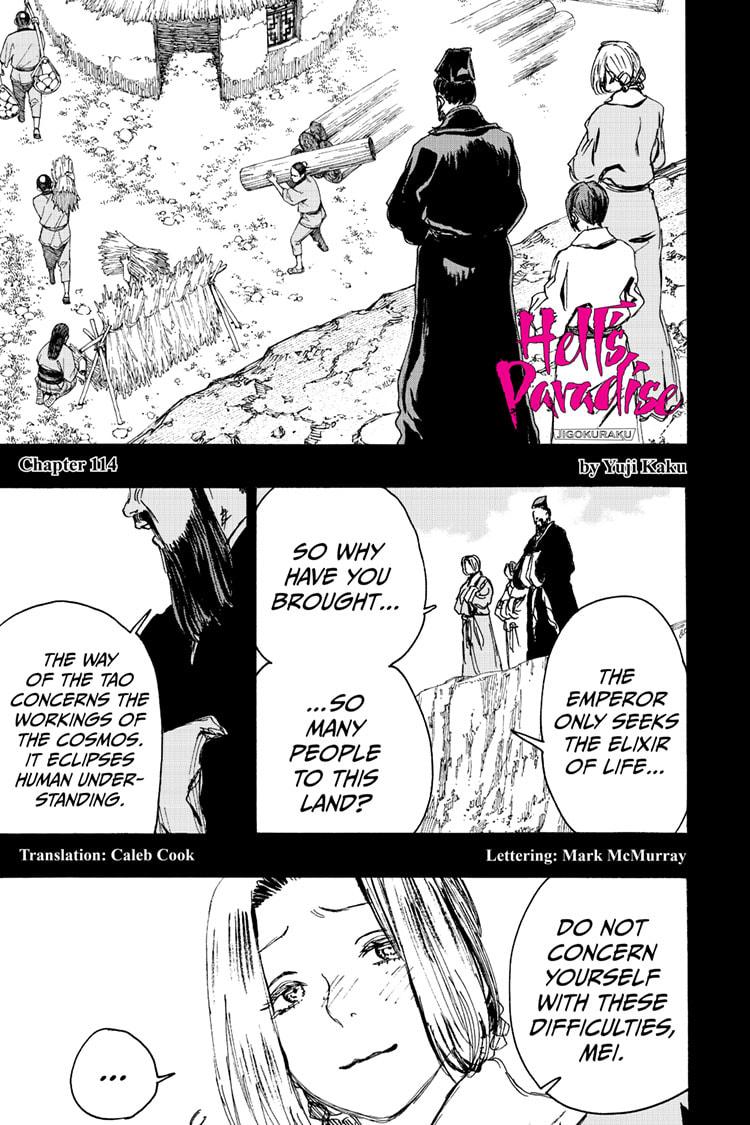 Hell's
Paradise
JIGOKURAKU
Chapter 114
by Yuji Kaku
THE
EMPEROR
ONLY SEEKS
THE ELIXIR
OF LIFE...
SO WHY
HAVE YOU
BROUGHT...
...SO
MANY
PEOPLE
TO THIS
LAND?
THE WAY
OF THE TAO
CONCERNS THE
WORKINGS OF
THE COSMOS.
IT ECLIPSES
HUMAN UNDER-
STANDING.
Translation: Caleb Cook
Lettering: Mark McMurray
DO NOT
CONCERN
YOURSELF
WITH THESE
DIFFICULTIES,
MEI.
...